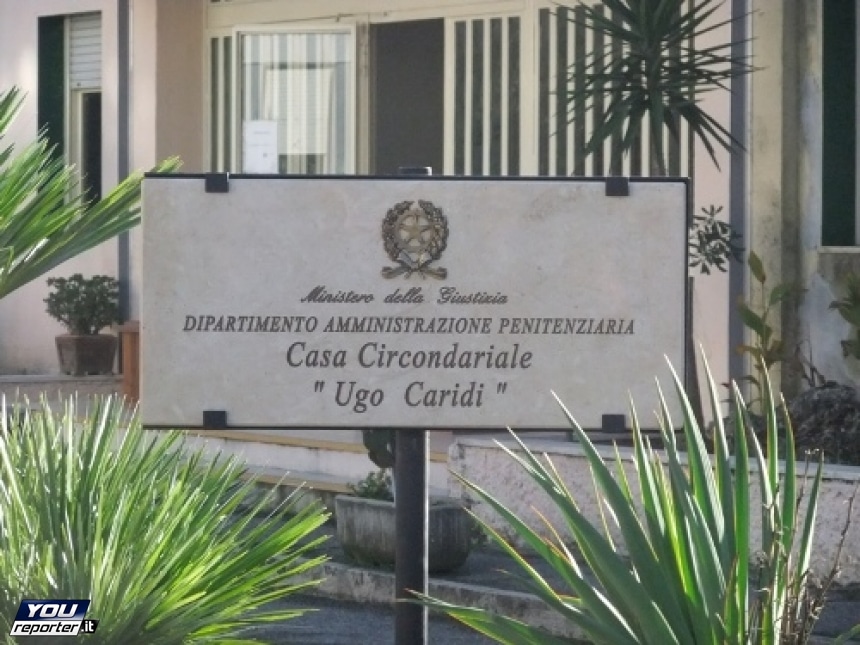 Ministero della Giustizia
DIPARTIMENTO AMMINISTRAZIONE PENITENZIARIA
Casa Circondariale
" Ugo Caridi "
YOU
reporter.it